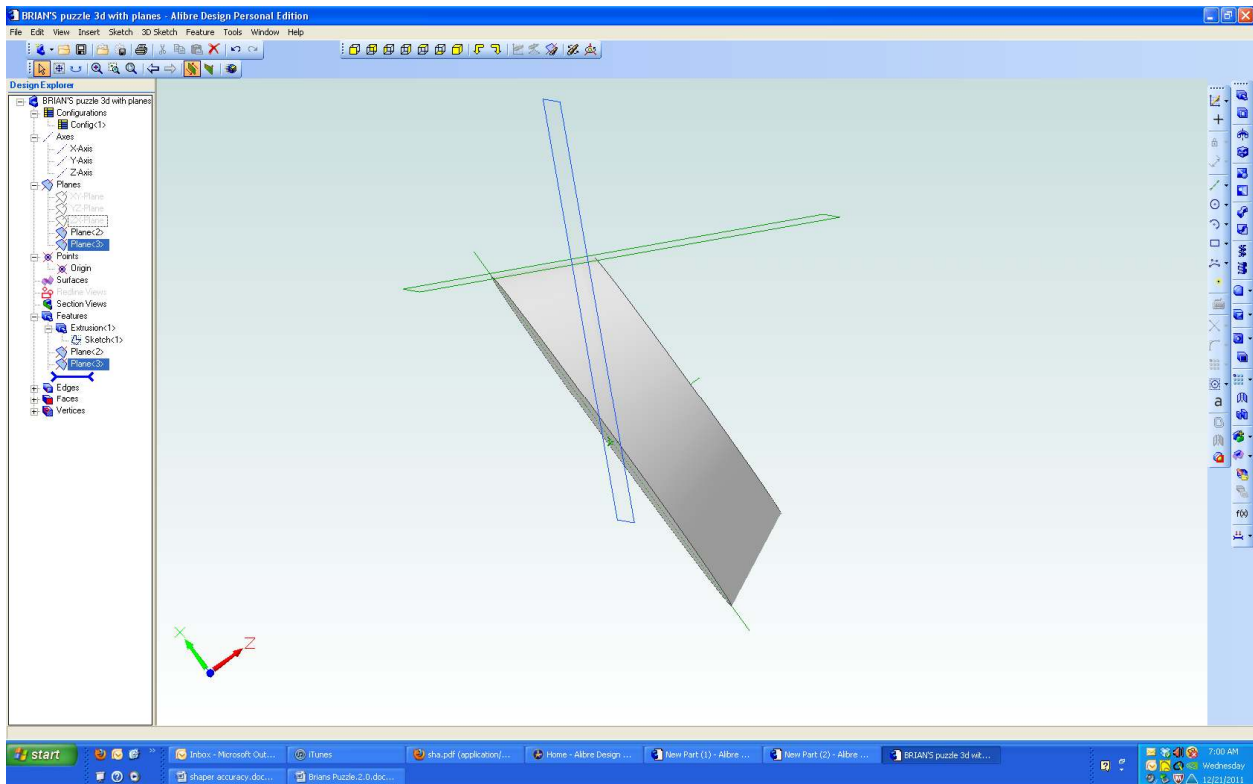 BRIAN'S puzzle 3d with planes - Alibre Design Personal Edition
File Edit View Insert Sketch 3D Sketch Feature Tools Window Help
Design Explorer
BRIAN'S puzzle 3d with planes
Configurations
Config<1>
Axes
X-Axis
Y-Axis
Z-Axis
Planes
XY-Plane
YZ-Plane
ZX-Plane
Plane<2>
Plane<3>
Points
Origin
Surfaces
Redline Views
Section Views
Features
Extrusion<1>
Sketch<1>
Plane<2>
Plane<3>
Edges
Faces
Vertices
a
f(x)
X
Z
start
Inbox - Microsoft Out...
iTunes
sha.pdf (application/...
Home - Alibre Design ...
New Part (1) - Alibre ...
New Part (2) - Alibre ...
BRIAN'S puzzle 3d wit...
7:00 AM
shaper accuracy.doc...
Brians Puzzle.2.0.doc...
Wednesday
12/21/2011